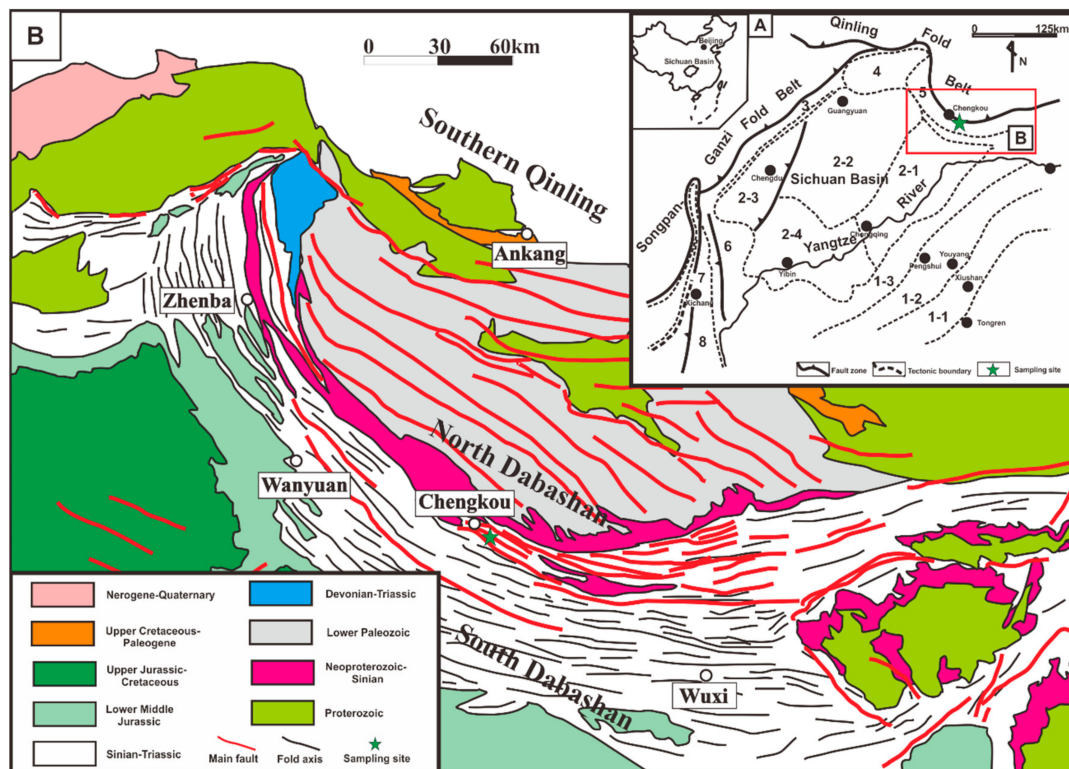 B
0 30 60km
Southern Qinling
Ankang
Zhenba
North Dabashan
Wanyuan
Chengkou
South Dabashan
Wuxi
A
Qinling
Fold
Belt
0 125km
N
Beijing
Sichuan Basin
4
5
Chengkou
B
Guangyuan
3
Ganzi Fold Belt
Songpan-
Chengdu
2-2
2-1
Sichuan Basin
2-3
River
2-4
Yangtze
Chongqing
6
Yibin
Youyang
Pengshui
Xiushan
1-3
7
Xichang
1-2
1-1
8
Tongren
Fault zone
Tectonic boundary
Sampling site
Nerogene-Quaternary
Devonian-Triassic
Upper Cretaceous-
Paleogene
Lower Paleozoic
Upper Jurassic-
Cretaceous
Neoproterozoic-
Sinian
Lower Middle
Jurassic
Proterozoic
Sinian-Triassic
Main fault
Fold axis
Sampling site